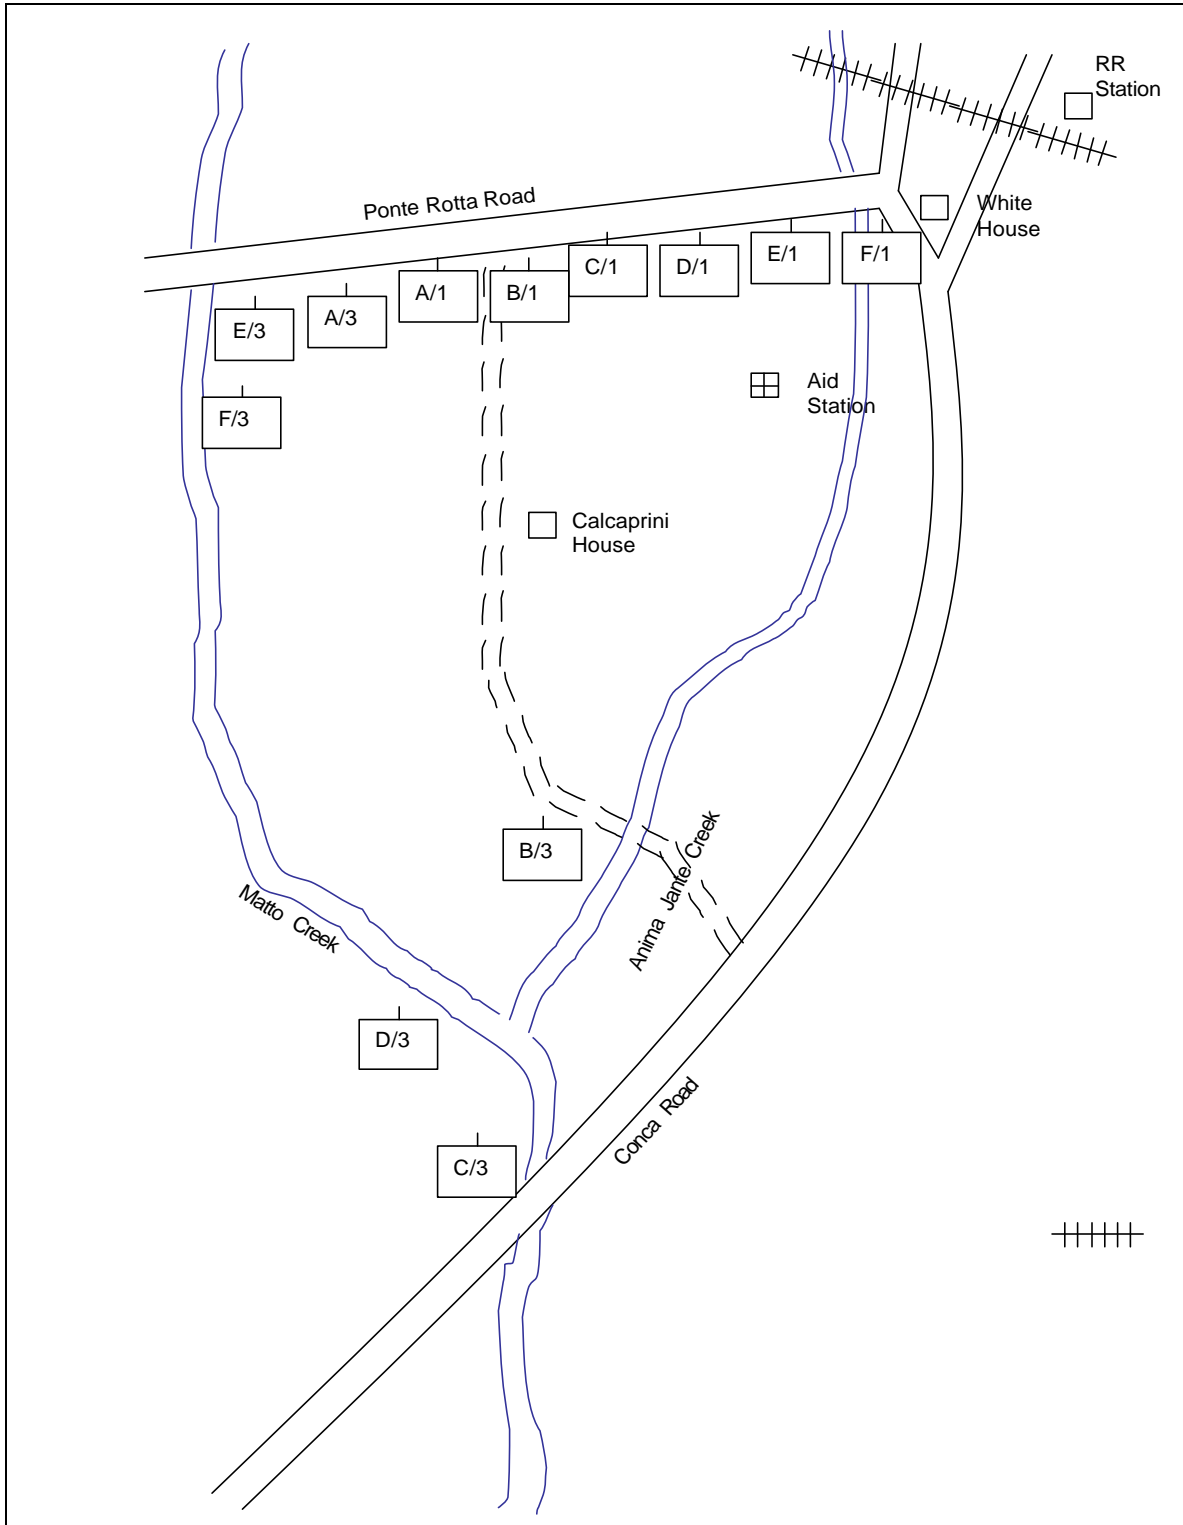 RR
Station
Ponte Rotta Road
White
House
C/1
D/1
E/1
F/1
A/1
B/1
A/3
E/3
Aid
Station
F/3
Calcaprini
House
B/3
Anima Jante Creek
Matto Creek
D/3
Conca Road
C/3